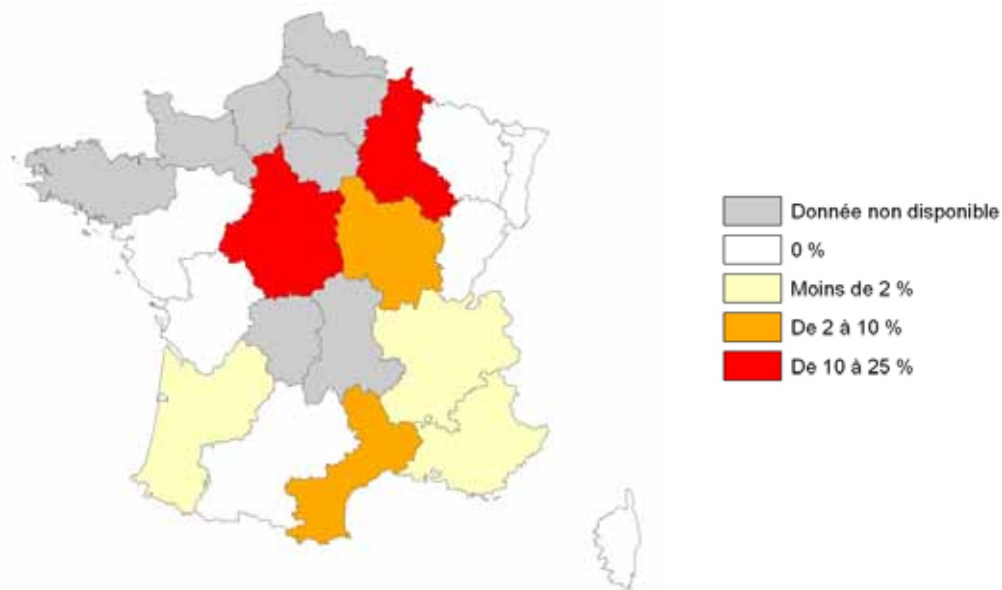 Donnée non disponible
0 %
Moins de 2 %
De 2 à 10 %
De 10 à 25 %